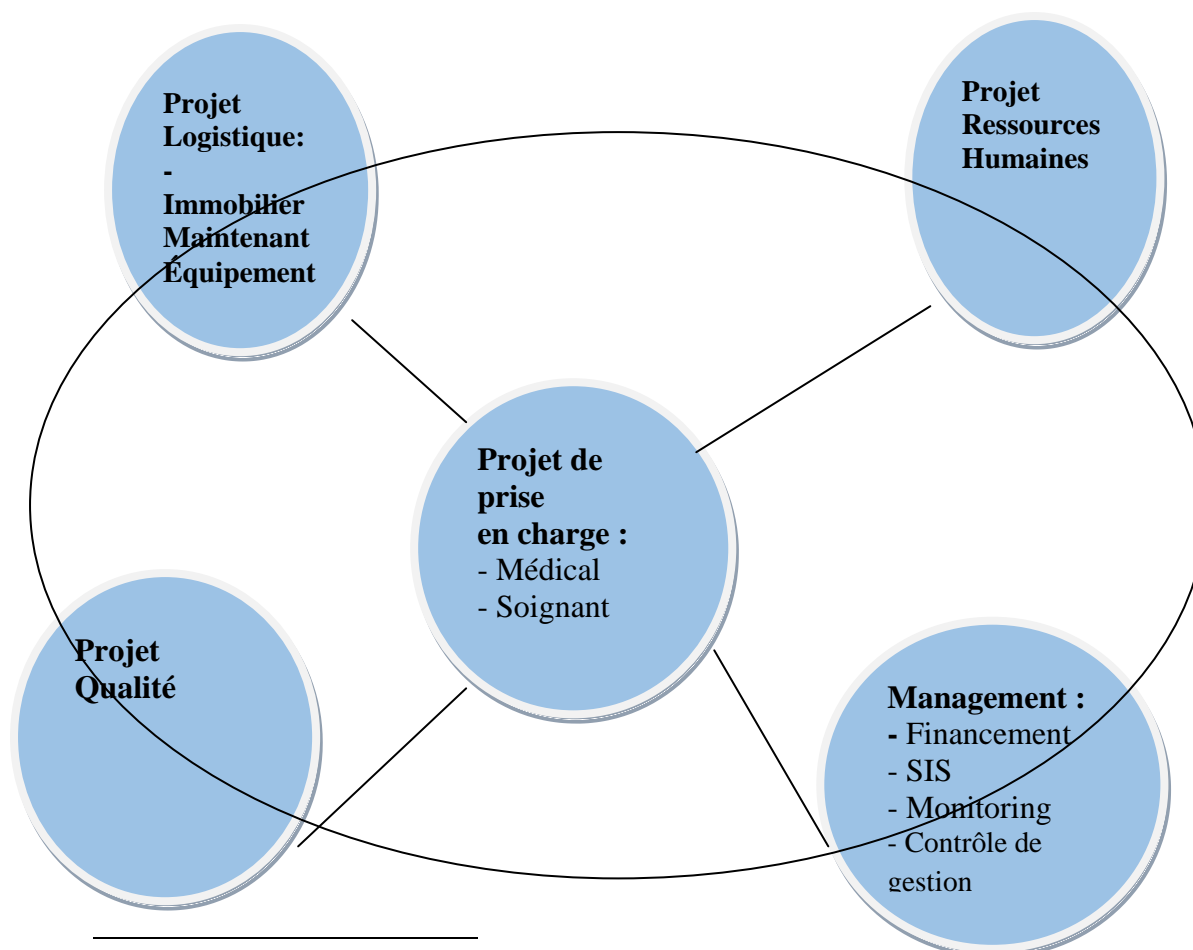 Projet
Logistique:
-
Immobilier
Maintenant
Équipement
Projet
Ressources
Humaines
Projet de
prise
en charge :
- Médical
- Soignant
Projet
Qualité
Management :
- Financement
- SIS
- Monitoring
- Contrôle de
gestion